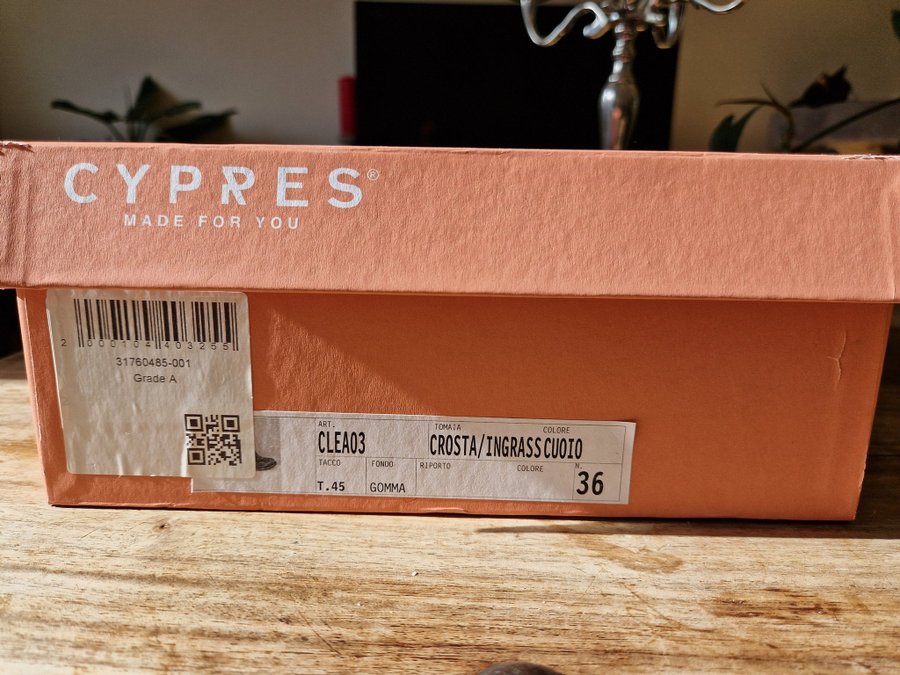 CYPRES®
MADE FOR YOU
2 000104 403255
31760485-001
Grade A
ART. TOMAIA COLORE
CLEA03 CROSTA/INGRASS CUOIO
TACCO FONDO RIPORTO COLORE N.
T.45 GOMMA 36